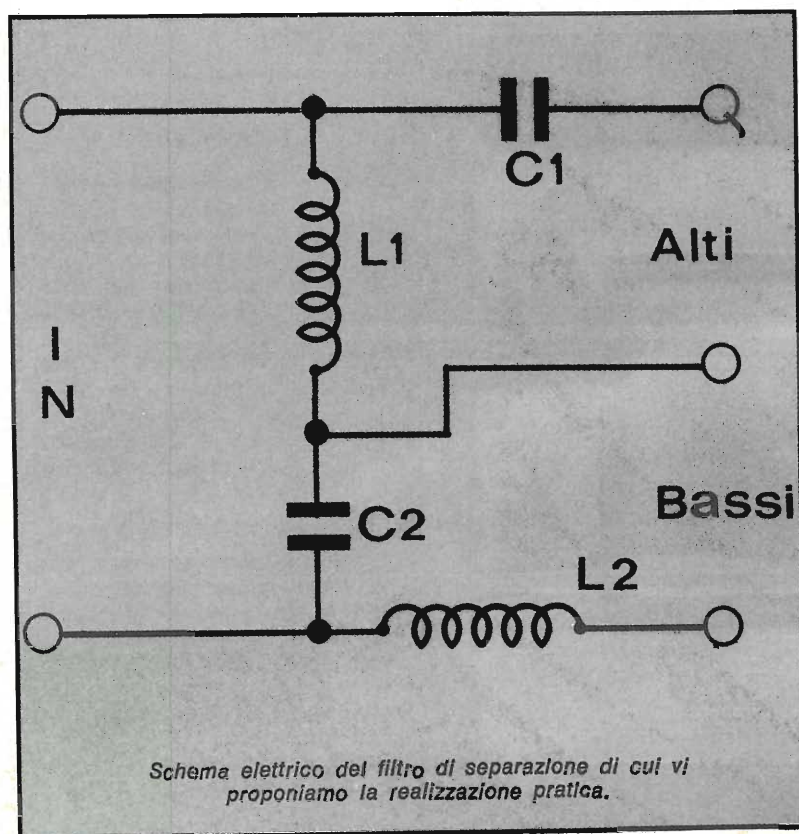 C1
L1
Alti
I
N
C2
Bassi
L2
Schema elettrico del filtro di separazione di cui vi
proponiamo la realizzazione pratica.